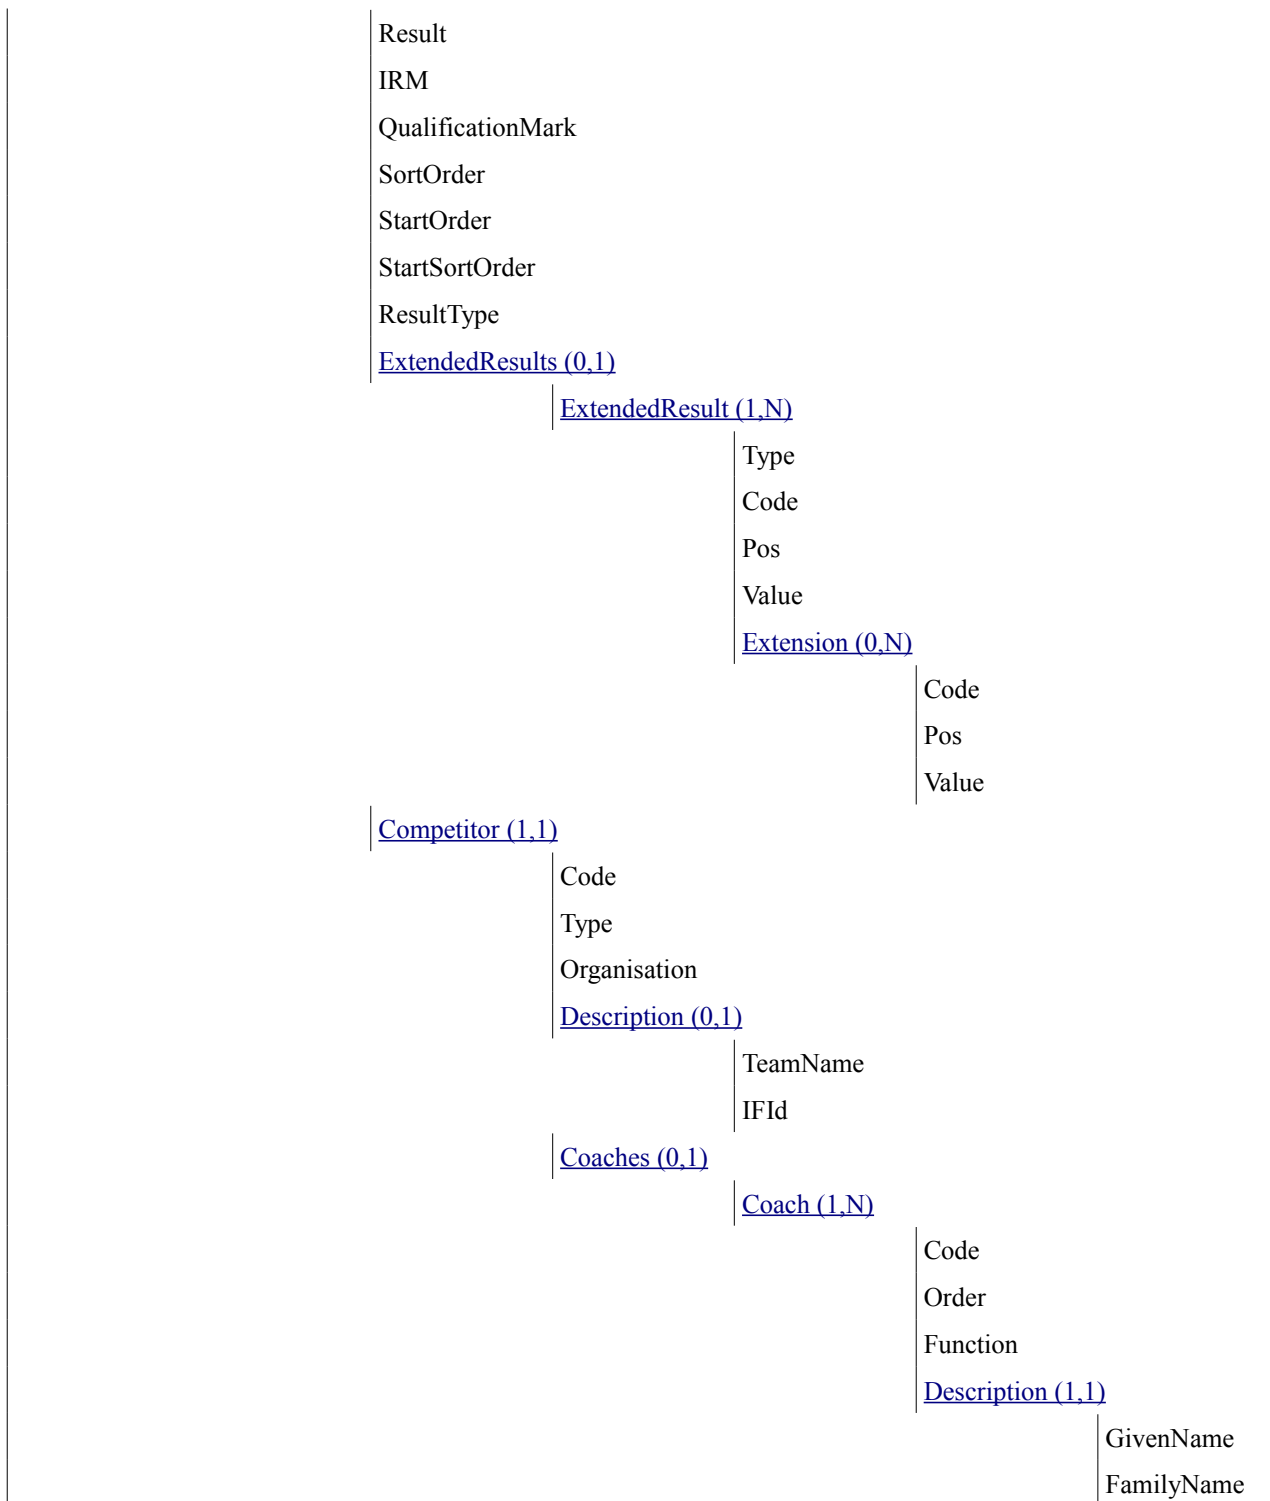 Result
IRM
QualificationMark
SortOrder
StartOrder
StartSortOrder
ResultType
ExtendedResults (0,1)
ExtendedResult (1,N)
Type
Code
Pos
Value
Extension (0,N)
Code
Pos
Value
Competitor (1,1)
Code
Type
Organisation
Description (0,1)
TeamName
IFId
Coaches (0,1)
Coach (1,N)
Code
Order
Function
Description (1,1)
GivenName
FamilyName